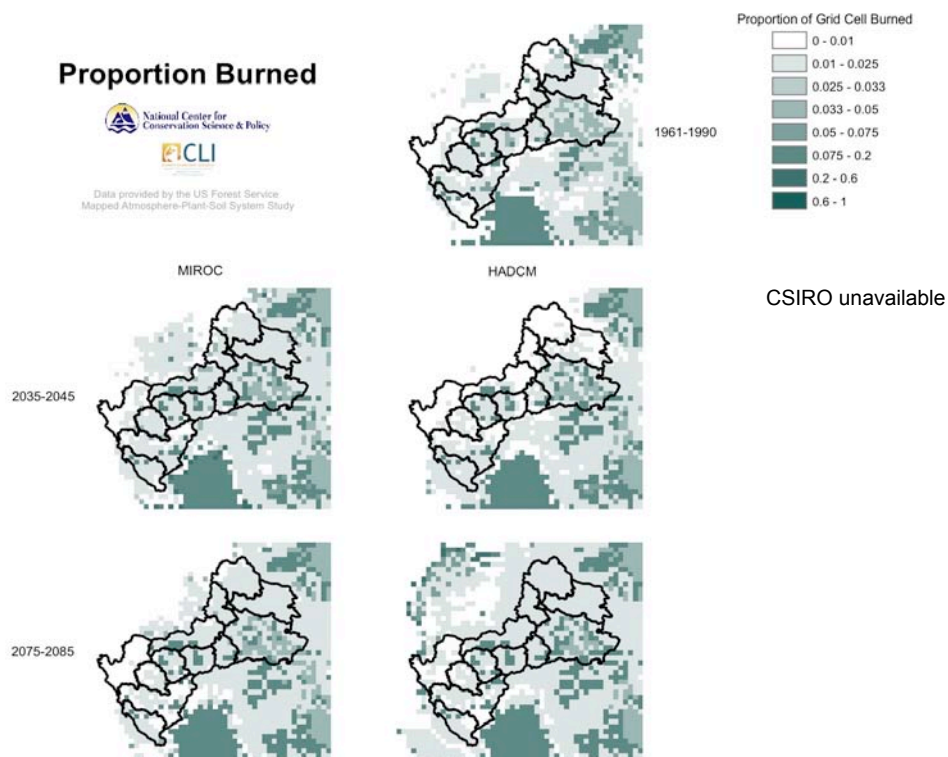 Proportion Burned
National Center for
Conservation Science & Policy
CLI
Data provided by the US Forest Service
Mapped Atmosphere-Plant-Soil System Study
1961-1990
Proportion of Grid Cell Burned
0 - 0.01
0.01 - 0.025
0.025 - 0.033
0.033 - 0.05
0.05 - 0.075
0.075 - 0.2
0.2 - 0.6
0.6 - 1
MIROC
HADCM
CSIRO unavailable
2035-2045
2075-2085